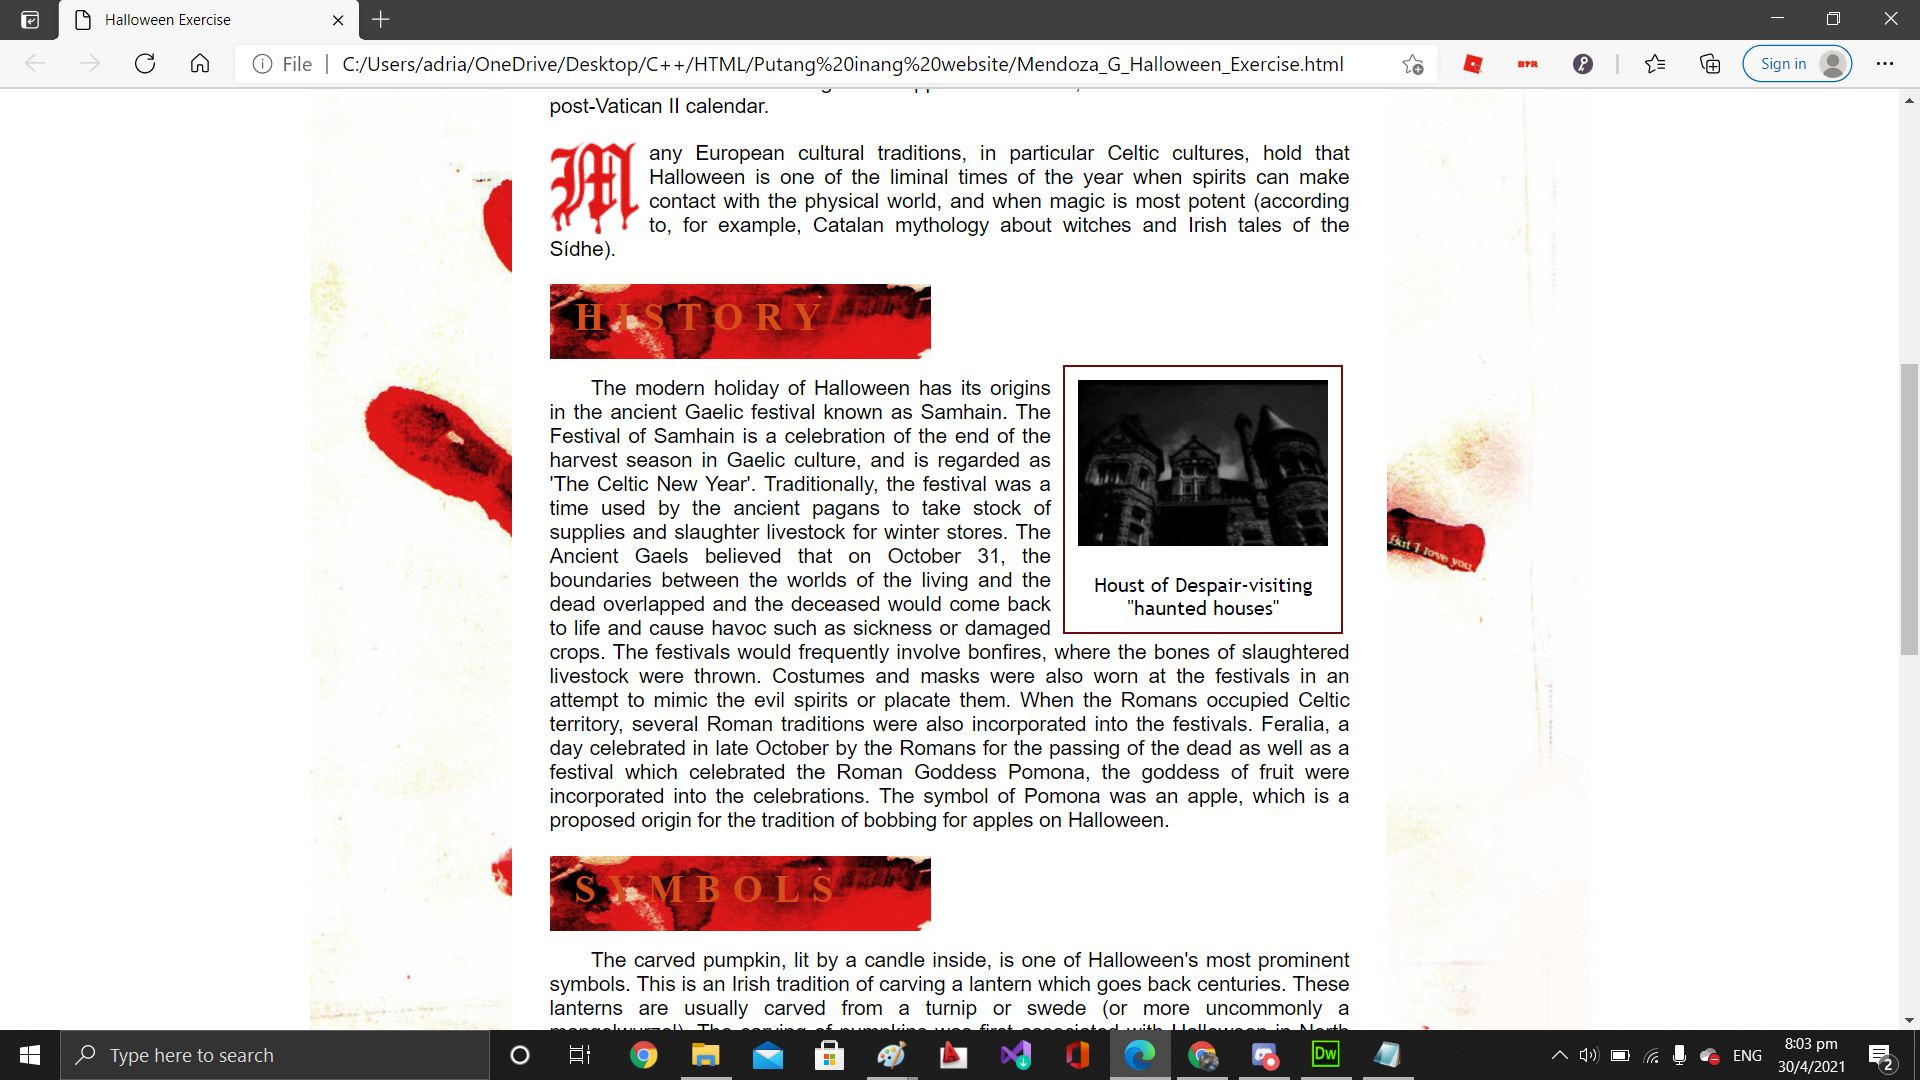 Halloween Exercise
File
C:/Users/adria/OneDrive/Desktop/C++/HTML/Putang%20inang%20website/Mendoza_G_Halloween_Exercise.html
BPR
Sign in
post-Vatican II calendar.
Many European cultural traditions, in particular Celtic cultures, hold that
Halloween is one of the liminal times of the year when spirits can make
contact with the physical world, and when magic is most potent (according
to, for example, Catalan mythology about witches and Irish tales of the
Sídhe).
HISTORY
The modern holiday of Halloween has its origins
in the ancient Gaelic festival known as Samhain. The
Festival of Samhain is a celebration of the end of the
harvest season in Gaelic culture, and is regarded as
'The Celtic New Year'. Traditionally, the festival was a
time used by the ancient pagans to take stock of
supplies and slaughter livestock for winter stores. The
Ancient Gaels believed that on October 31, the
boundaries between the worlds of the living and the
dead overlapped and the deceased would come back
to life and cause havoc such as sickness or damaged
crops. The festivals would frequently involve bonfires, where the bones of slaughtered
livestock were thrown. Costumes and masks were also worn at the festivals in an
attempt to mimic the evil spirits or placate them. When the Romans occupied Celtic
territory, several Roman traditions were also incorporated into the festivals. Feralia, a
day celebrated in late October by the Romans for the passing of the dead as well as a
festival which celebrated the Roman Goddess Pomona, the goddess of fruit were
incorporated into the celebrations. The symbol of Pomona was an apple, which is a
proposed origin for the tradition of bobbing for apples on Halloween.
Houst of Despair-visiting
"haunted houses"
But I love you
SYMBOLS
The carved pumpkin, lit by a candle inside, is one of Halloween's most prominent
symbols. This is an Irish tradition of carving a lantern which goes back centuries. These
lanterns are usually carved from a turnip or swede (or more uncommonly a
mangelwurzel). The carving of pumpkins was first associated with Halloween in North
Type here to search
Dw
ENG
8:03 pm
30/4/2021
2